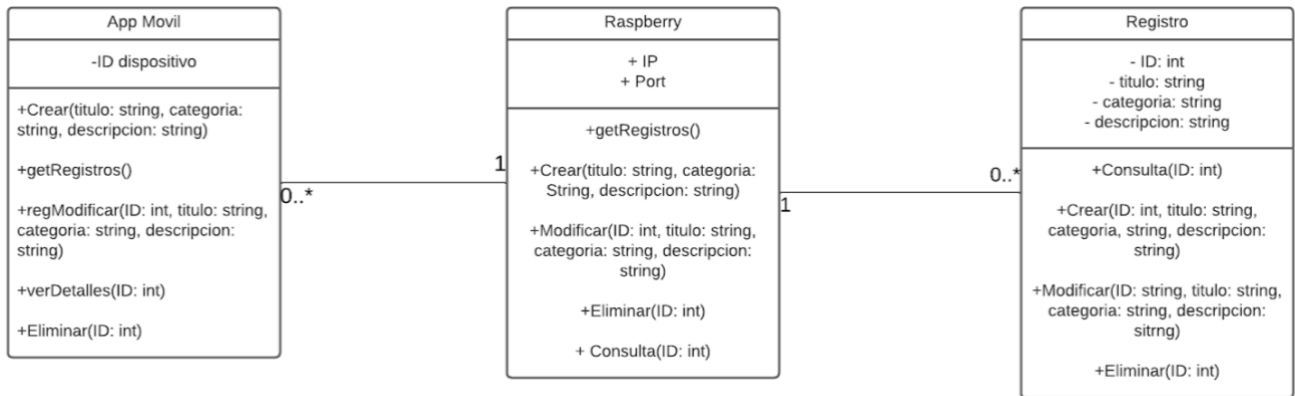 App Movil
-ID dispositivo
+Crear(titulo: string, categoria:
string, descripcion: string)
+getRegistros()
+regModificar(ID: int, titulo: string,
categoria: string, descripcion:
string)
+verDetalles(ID: int)
+Eliminar(ID: int)
0..*
1
Raspberry
+ IP
+ Port
+getRegistros()
+Crear(titulo: string, categoria:
String, descripcion: string)
+Modificar(ID: int, titulo: string,
categoria: string, descripcion:
string)
+Eliminar(ID: int)
+ Consulta(ID: int)
1
0..*
Registro
- ID: int
- titulo: string
- categoria: string
- descripcion: string
+Consulta(ID: int)
+Crear(ID: int, titulo: string,
categoria, string, descripcion:
string)
+Modificar(ID: string, titulo: string,
categoria: string, descripcion:
sitrng)
+Eliminar(ID: int)